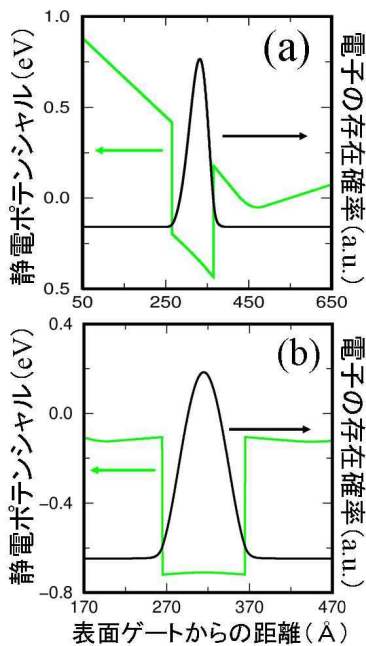 静電ポテンシャル(eV)
電子の存在確率(a.u.)
(a)
1.0
0.5
0.0
0.5
50
250
450
650
静電ポテンシャル(eV)
電子の存在確率(a.u.)
(b)
0.4
0.0
-0.4
-0.8
170
270
370
470
表面ゲートからの距離(Å)